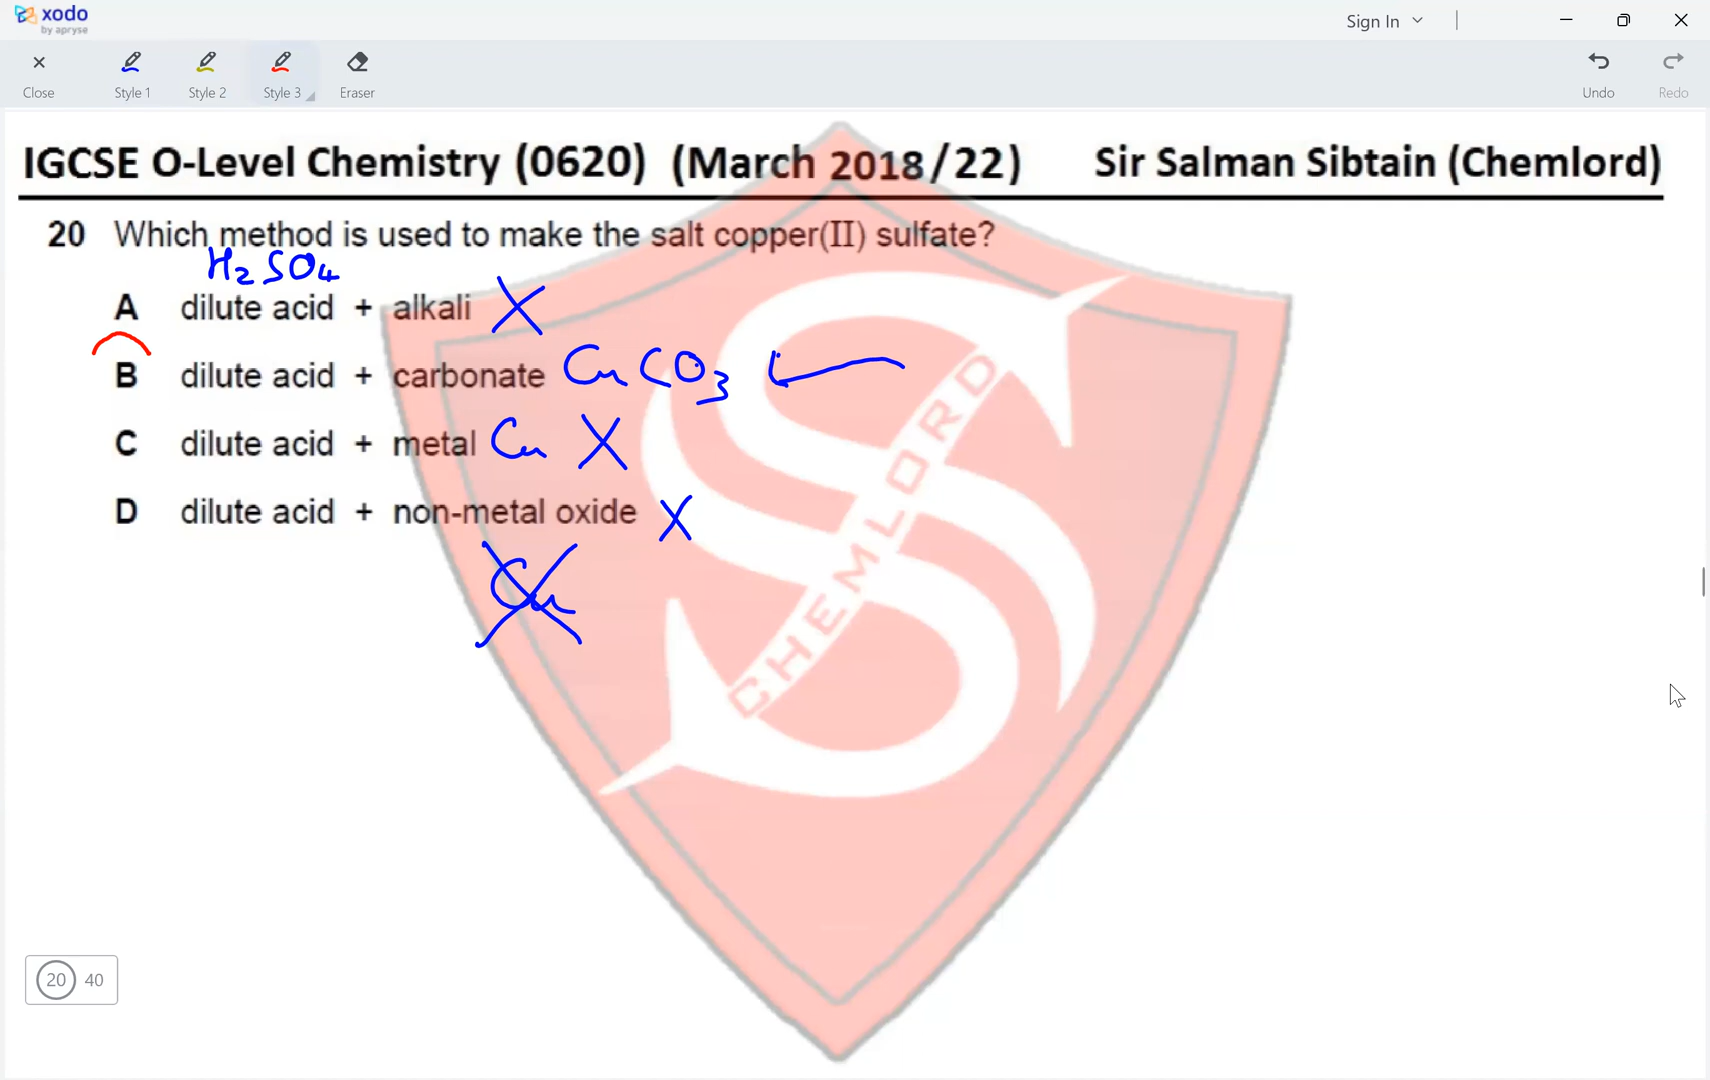 xodo
by apryse
Sign In
Close
Style 1
Style 2
Style 3
Eraser
Undo
Redo
IGCSE O-Level Chemistry (0620) (March 2018/22) Sir Salman Sibtain (Chemlord)
20 Which method is used to make the salt copper(II) sulfate?
H₂SO₄
A dilute acid + alkali X
B dilute acid + carbonate CuCO₃ ✓
C dilute acid + metal Cu X
D dilute acid + non-metal oxide X
Cu
CHEMLORD
20 40